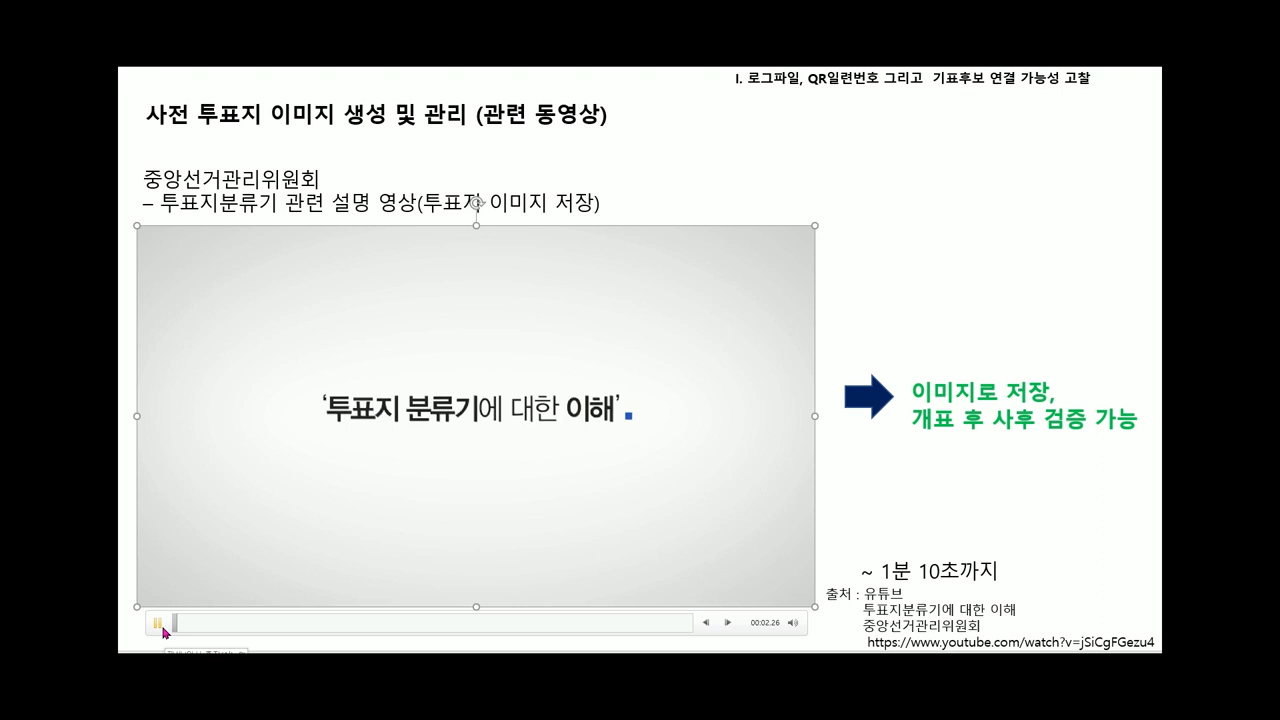 I. 로그파일, QR일련번호 그리고 기표후보 연결 가능성 고찰
사전 투표지 이미지 생성 및 관리 (관련 동영상)
중앙선거관리위원회
– 투표지분류기 관련 설명 영상(투표지 이미지 저장)
‘투표지 분류기에 대한 이해’.
이미지로 저장,
개표 후 사후 검증 가능
~ 1분 10초까지
출처 : 유튜브
투표지분류기에 대한 이해
중앙선거관리위원회
https://www.youtube.com/watch?v=jSiCgFGezu4
00:02.26